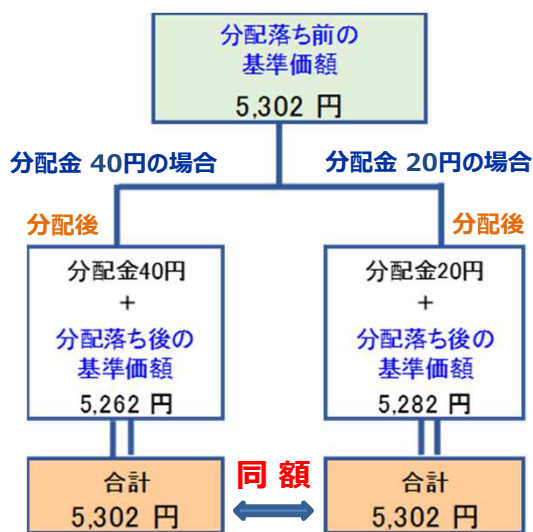 分配落ち前の
基準価額
5,302 円
分配金 40円の場合
分配金 20円の場合
分配後
分配後
分配金40円
+
分配落ち後の
基準価額
5,262 円
分配金20円
+
分配落ち後の
基準価額
5,282 円
合計
5,302 円
同 額
合計
5,302 円